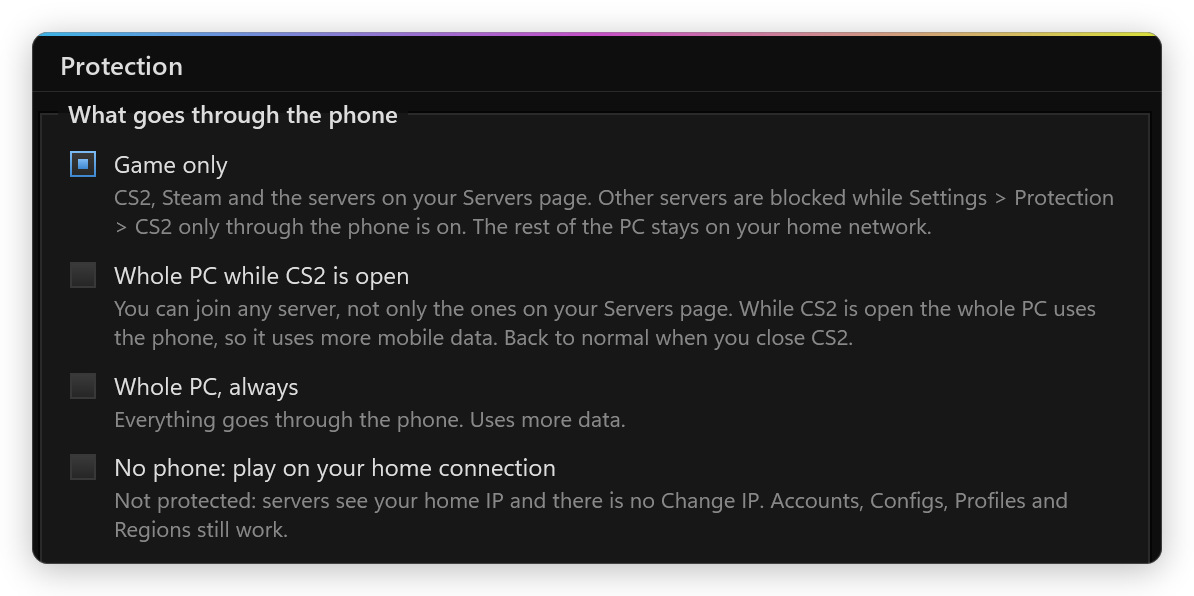 Protection
What goes through the phone
Game only
CS2, Steam and the servers on your Servers page. Other servers are blocked while Settings > Protection
> CS2 only through the phone is on. The rest of the PC stays on your home network.
Whole PC while CS2 is open
You can join any server, not only the ones on your Servers page. While CS2 is open the whole PC uses
the phone, so it uses more mobile data. Back to normal when you close CS2.
Whole PC, always
Everything goes through the phone. Uses more data.
No phone: play on your home connection
Not protected: servers see your home IP and there is no Change IP. Accounts, Configs, Profiles and
Regions still work.